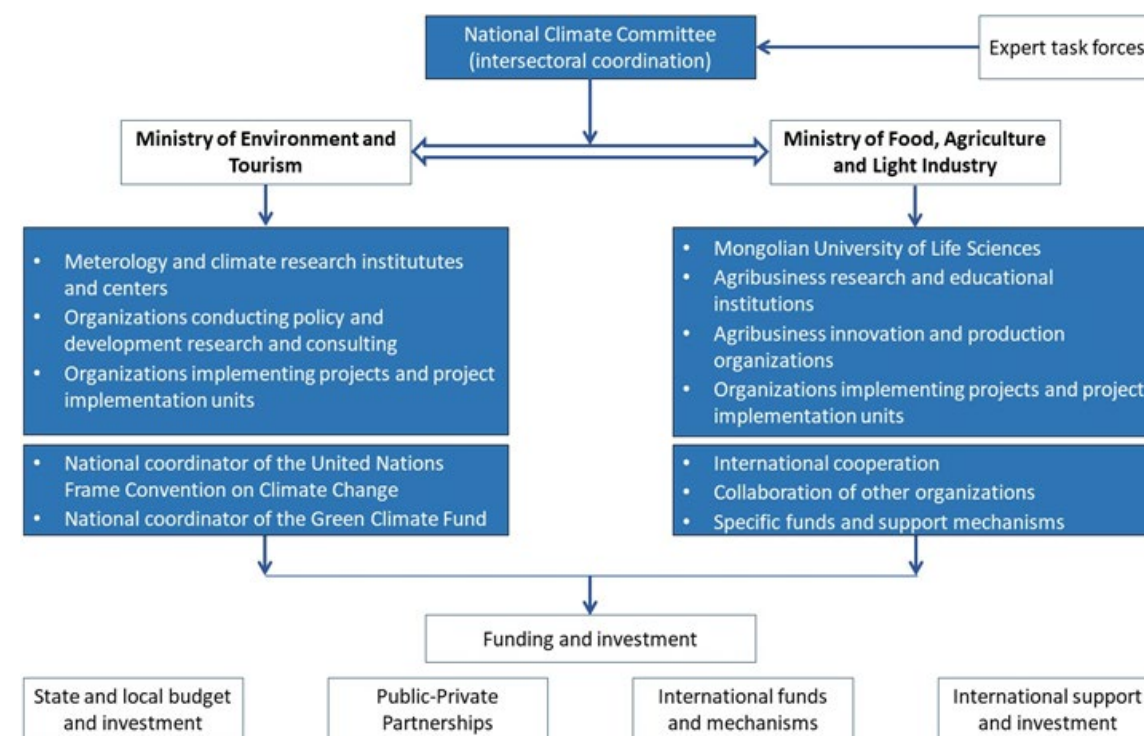 National Climate Committee
(intersectoral coordination)
Expert task forces
Ministry of Environment and
Tourism
Ministry of Food, Agriculture
and Light Industry
• Meterology and climate research instututes
and centers
• Organizations conducting policy and
development research and consulting
• Organizations implementing projects and project
implementation units
• Mongolian University of Life Sciences
• Agribusiness research and educational
institutions
• Agribusiness innovation and production
organizations
• Organizations implementing projects and project
implementation units
• National coordinator of the United Nations
Frame Convention on Climate Change
• National coordinator of the Green Climate Fund
• International cooperation
• Collaboration of other organizations
• Specific funds and support mechanisms
Funding and investment
State and local budget
and investment
Public-Private
Partnerships
International funds
and mechanisms
International support
and investment